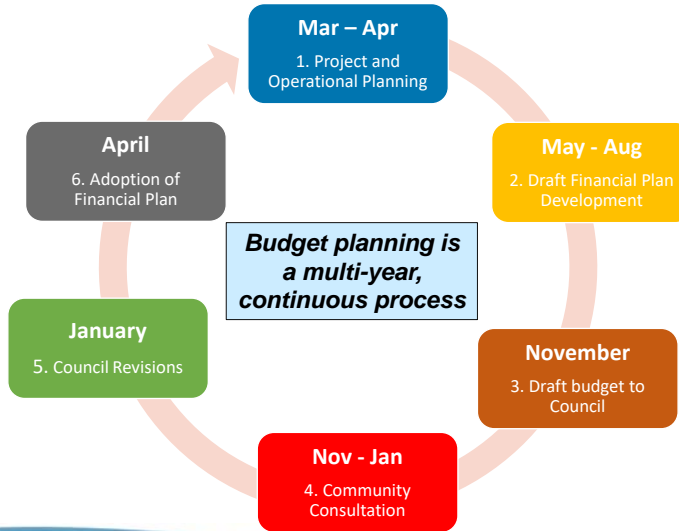 Mar – Apr
1. Project and
Operational Planning
May - Aug
2. Draft Financial Plan
Development
November
3. Draft budget to
Council
Nov - Jan
4. Community
Consultation
January
5. Council Revisions
April
6. Adoption of
Financial Plan
Budget planning is
a multi-year,
continuous process